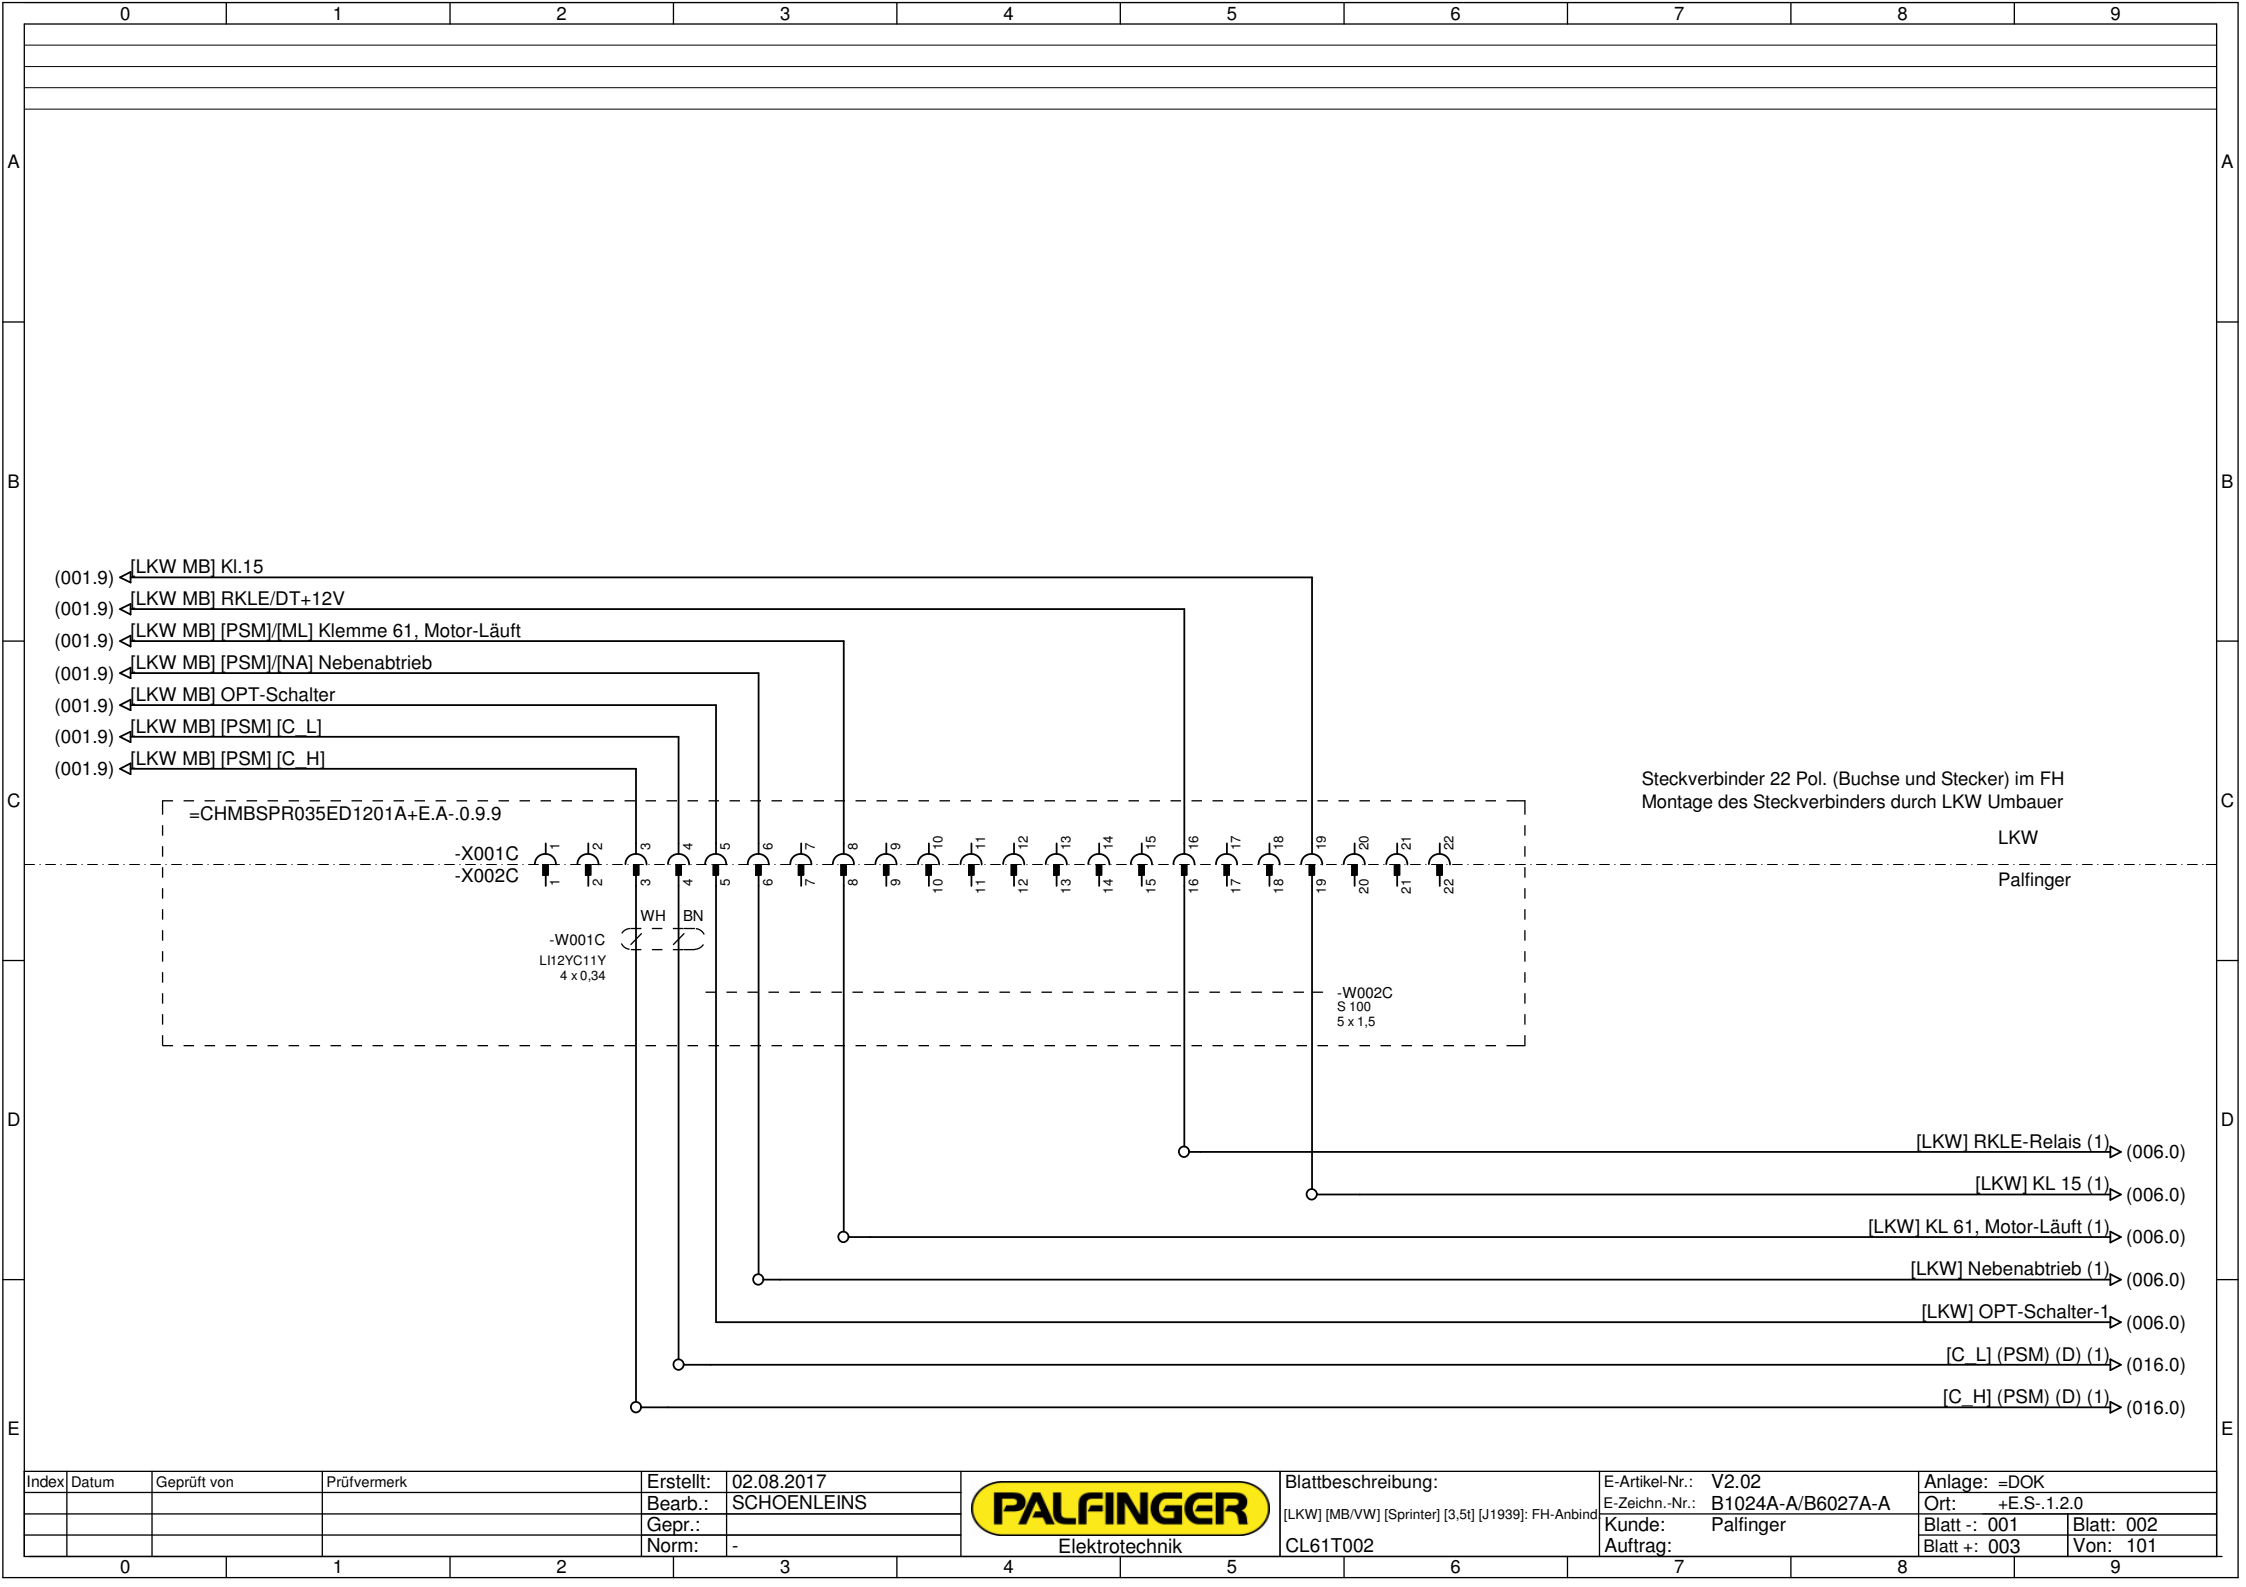 0 1 2 3 4 5 6 7 8 9
A A
B B
(001.9) [LKW MB] Kl.15
(001.9) [LKW MB] RKLE/DT+12V
(001.9) [LKW MB] [PSM]/[ML] Klemme 61, Motor-Läuft
(001.9) [LKW MB] [PSM]/[NA] Nebenabtrieb
(001.9) [LKW MB] OPT-Schalter
(001.9) [LKW MB] [PSM] [C_L]
(001.9) [LKW MB] [PSM] [C_H]
Steckverbinder 22 Pol. (Buchse und Stecker) im FH
Montage des Steckverbinders durch LKW Umbauer
C C
=CHMBSPR035ED1201A+E.A-.0.9.9
LKW
1 2 3 4 5 6 7 8 9 10 11 12 13 14 15 16 17 18 19 20 21 22
-X001C
-X002C
1 2 3 4 5 6 7 8 9 10 11 12 13 14 15 16 17 18 19 20 21 22
Palfinger
WH BN
-W001C
LI12YC11Y
4 x 0,34
-W002C
S 100
5 x 1,5
D D
[LKW] RKLE-Relais (1) (006.0)
[LKW] KL 15 (1) (006.0)
[LKW] KL 61, Motor-Läuft (1) (006.0)
[LKW] Nebenabtrieb (1) (006.0)
[LKW] OPT-Schalter-1 (006.0)
[C_L] (PSM) (D) (1) (016.0)
[C_H] (PSM) (D) (1) (016.0)
E E
Index Datum Geprüft von Prüfvermerk
Erstellt: 02.08.2017
Bearb.: SCHOENLEINS
Gepr.:
Norm: -
PALFINGER
Elektrotechnik
Blattbeschreibung:
[LKW] [MB/VW] [Sprinter] [3,5t] [J1939]: FH-Anbind
CL61T002
E-Artikel-Nr.: V2.02
E-Zeichn.-Nr.: B1024A-A/B6027A-A
Kunde: Palfinger
Auftrag:
Anlage: =DOK
Ort: +E.S-.1.2.0
Blatt -: 001 Blatt: 002
Blatt +: 003 Von: 101
0 1 2 3 4 5 6 7 8 9